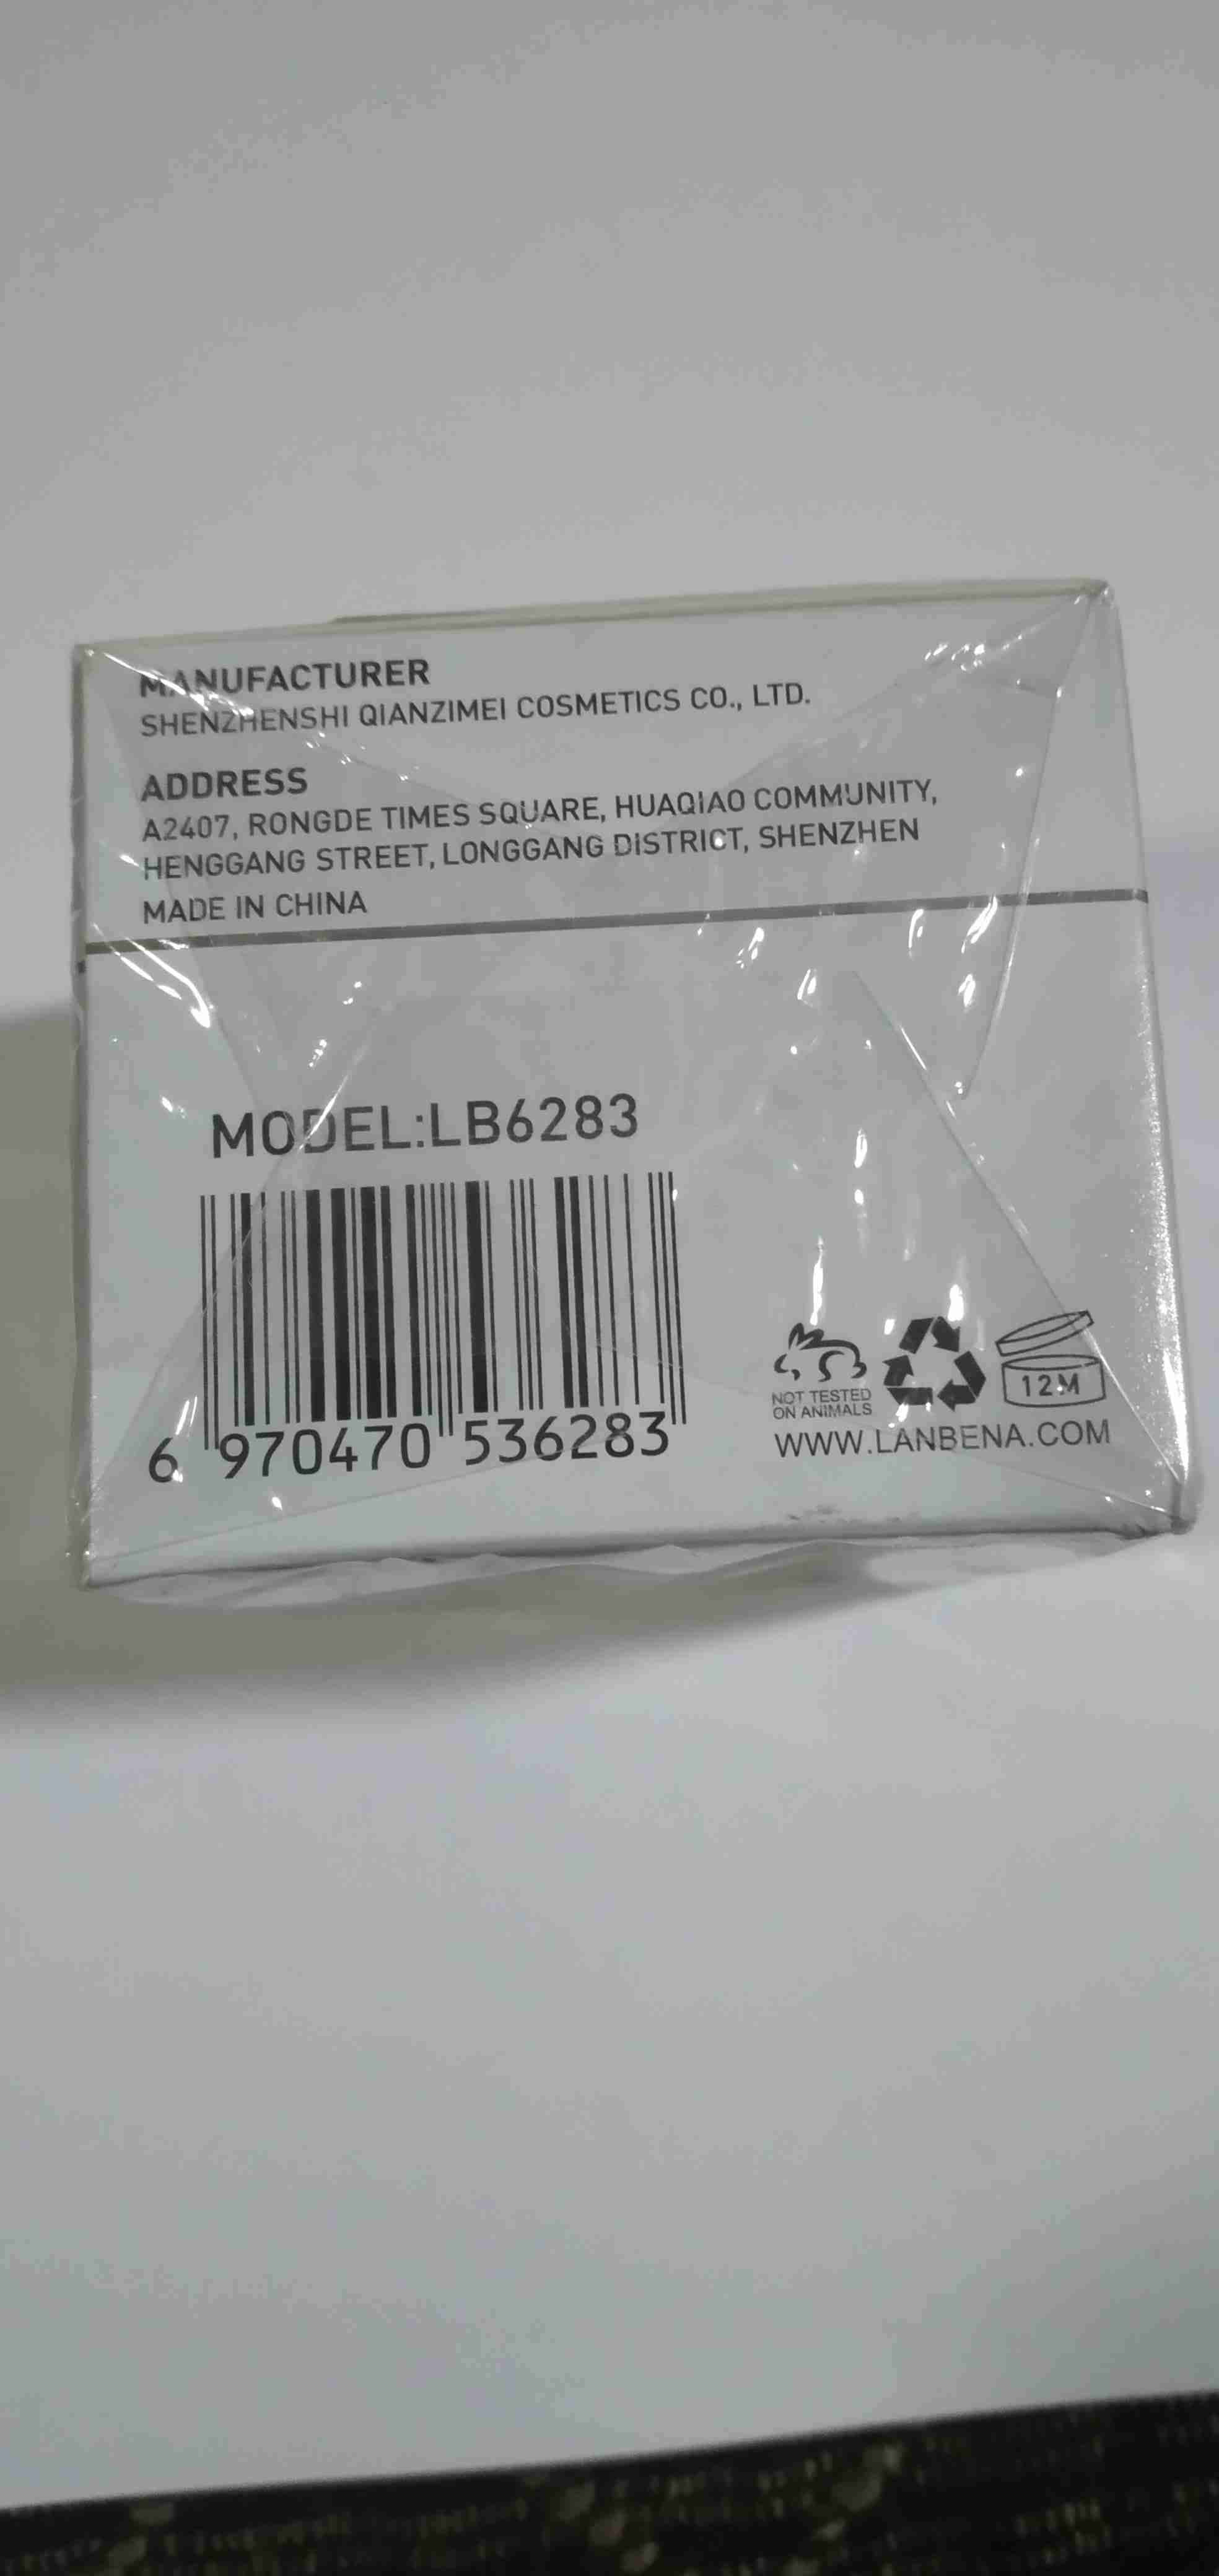 MANUFACTURER
SHENZHENSHI QIANZIMEI COSMETICS CO., LTD.
ADDRESS
A2407, RONGDE TIMES SQUARE, HUAQIAO COMMUNITY,
HENGGANG STREET, LONGGANG DISTRICT, SHENZHEN
MADE IN CHINA
MODEL:LB6283
6 970470 536283
NOT TESTED
ON ANIMALS
12M
WWW.LANBENA.COM